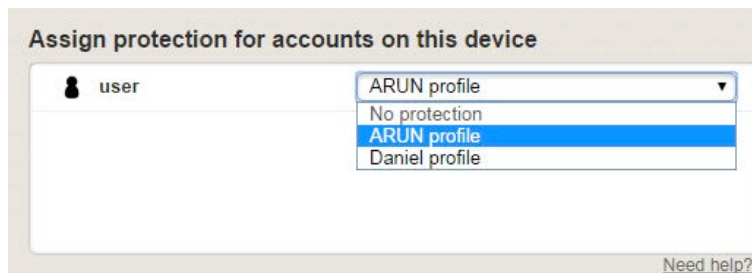 Assign protection for accounts on this device
user ARUN profile
No protection
ARUN profile
Daniel profile
Need help?